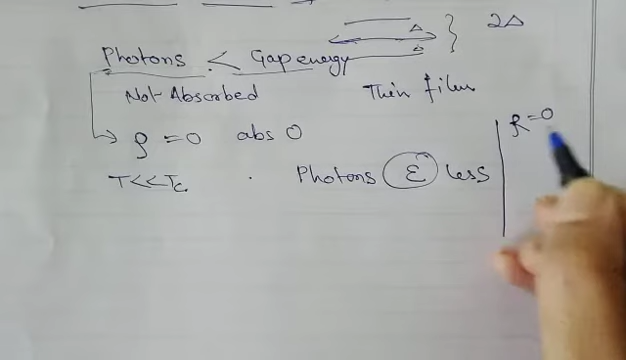 Δ
Δ
2Δ
Photons < Gap energy
Not Absorbed
Thin film
ρ = 0 abs 0
ρ = 0
T << Tc
Photons ε less